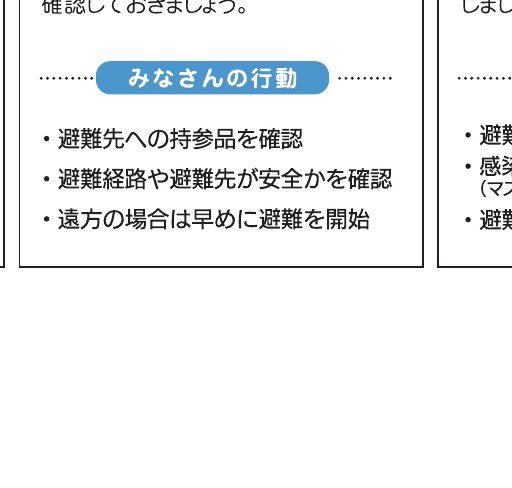 確認しておきましょう。
みなさんの行動
・避難先への持参品を確認
・避難経路や避難先が安全かを確認
・遠方の場合は早めに避難を開始
しまし
・避難
・感染
(マス
・避難